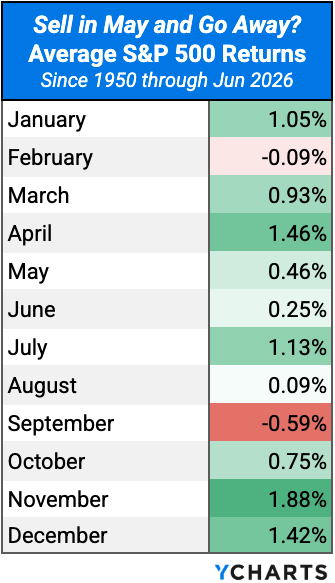 Sell in May and Go Away?
Average S&P 500 Returns
Since 1950 through Jun 2026
January 1.05%
February -0.09%
March 0.93%
April 1.46%
May 0.46%
June 0.25%
July 1.13%
August 0.09%
September -0.59%
October 0.75%
November 1.88%
December 1.42%
YCHARTS